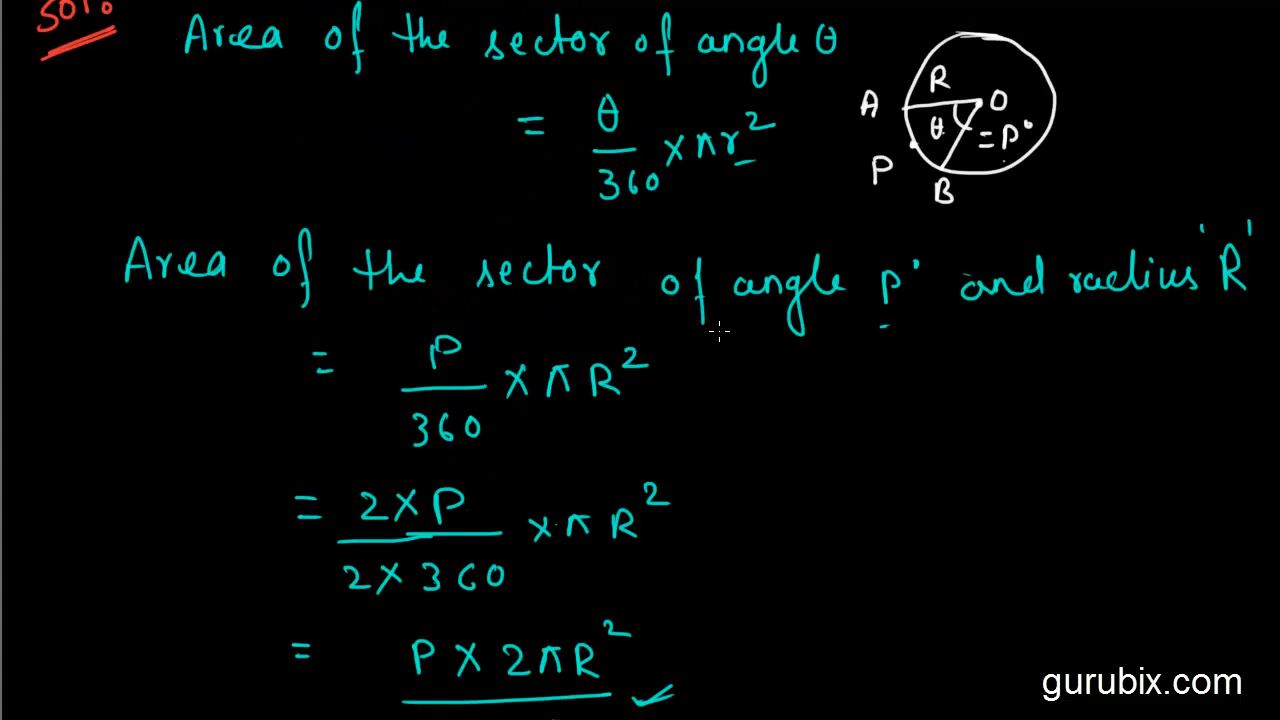 Soln
Area of the sector of angle θ
= θ/360 × πr²
A R O
θ = P°
P
B
Area of the sector of angle p° and radius 'R'
= P/360 × πR²
= 2×P/2×360 × πR²
= P × 2πR²
gurubix.com